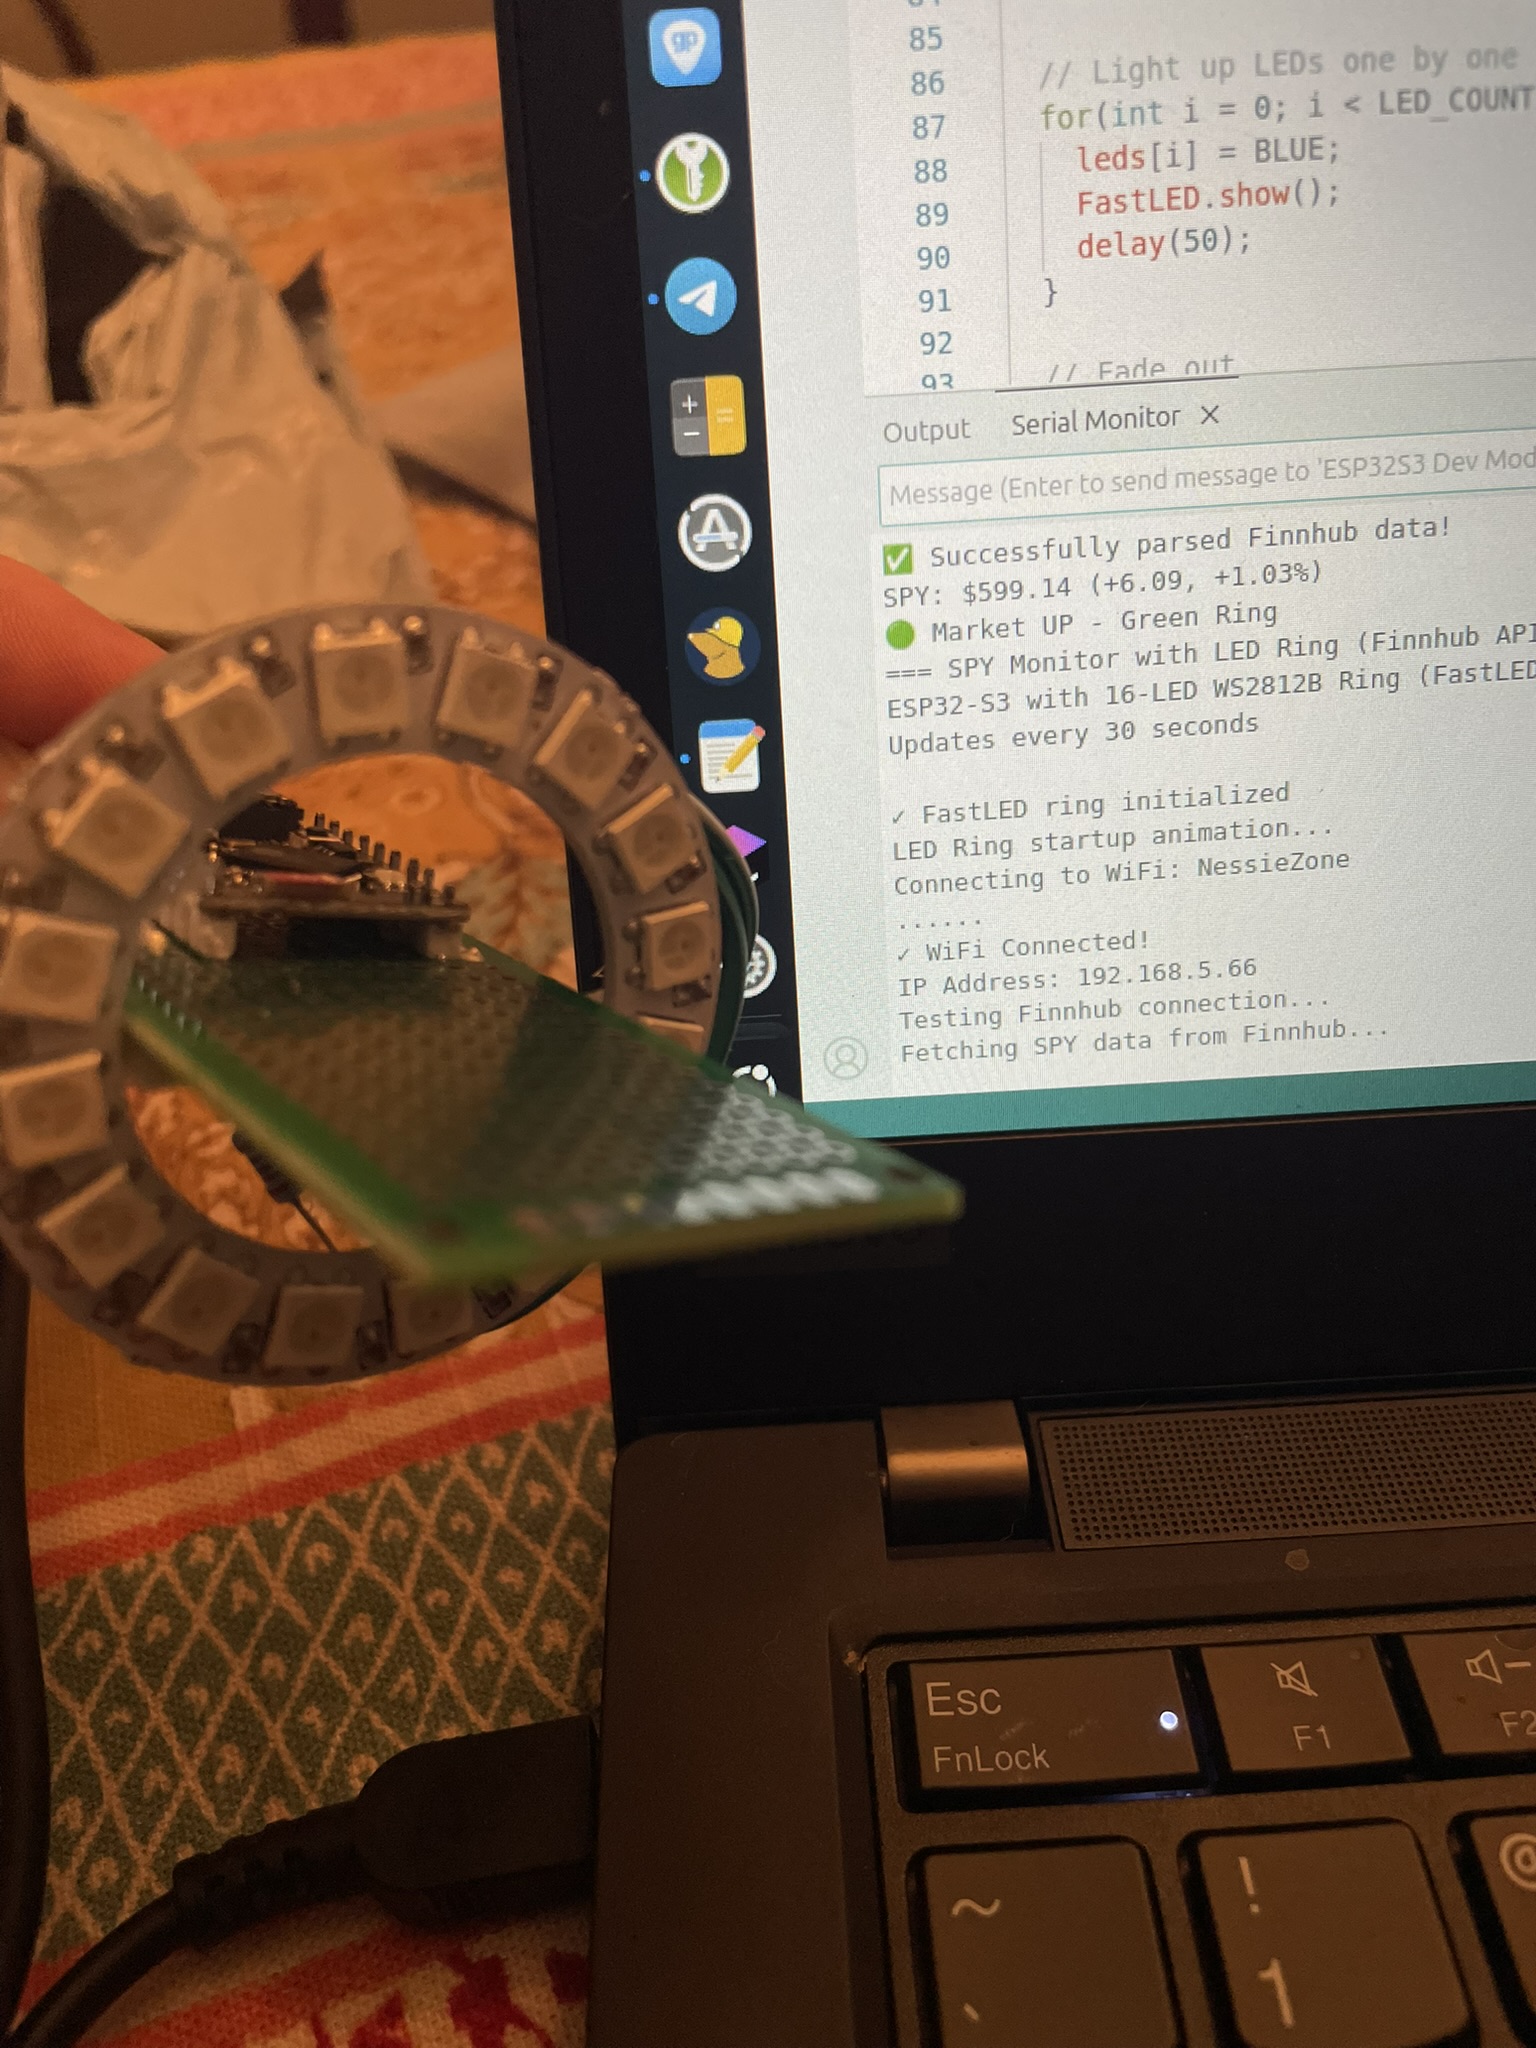 gp
85
86 // Light up LEDs one by one
87 for(int i = 0; i < LED_COUNT
88 leds[i] = BLUE;
89 FastLED.show();
90 delay(50);
91 }
92
93 // Fade out
Output Serial Monitor X
Message (Enter to send message to 'ESP32S3 Dev Mod
✅ Successfully parsed Finnhub data!
SPY: $599.14 (+6.09, +1.03%)
🟢 Market UP - Green Ring
=== SPY Monitor with LED Ring (Finnhub API
ESP32-S3 with 16-LED WS2812B Ring (FastLED
Updates every 30 seconds
✓ FastLED ring initialized
LED Ring startup animation...
Connecting to WiFi: NessieZone
......
✓ WiFi Connected!
IP Address: 192.168.5.66
Testing Finnhub connection...
Fetching SPY data from Finnhub...
Esc
FnLock
F1
F2
~
`
!
1
@